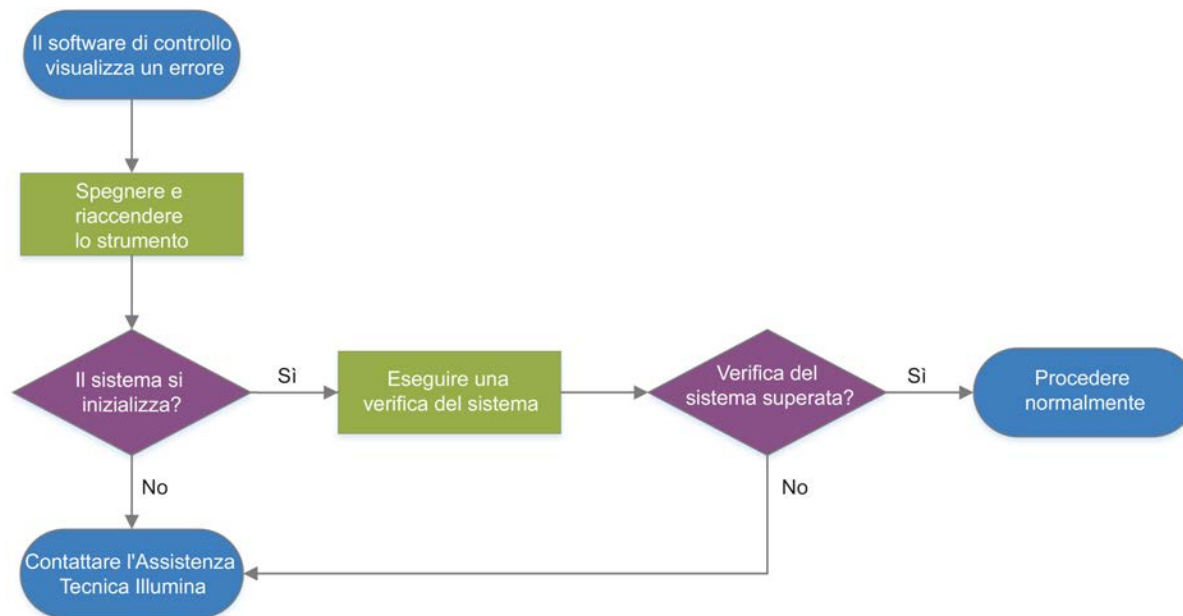 Il software di controllo
visualizza un errore
Spegnere e
riaccendere
lo strumento
Il sistema si
inizializza?
Sì
Eseguire una
verifica del sistema
Verifica del
sistema superata?
Sì
Procedere
normalmente
No
No
Contattare l'Assistenza
Tecnica Illumina